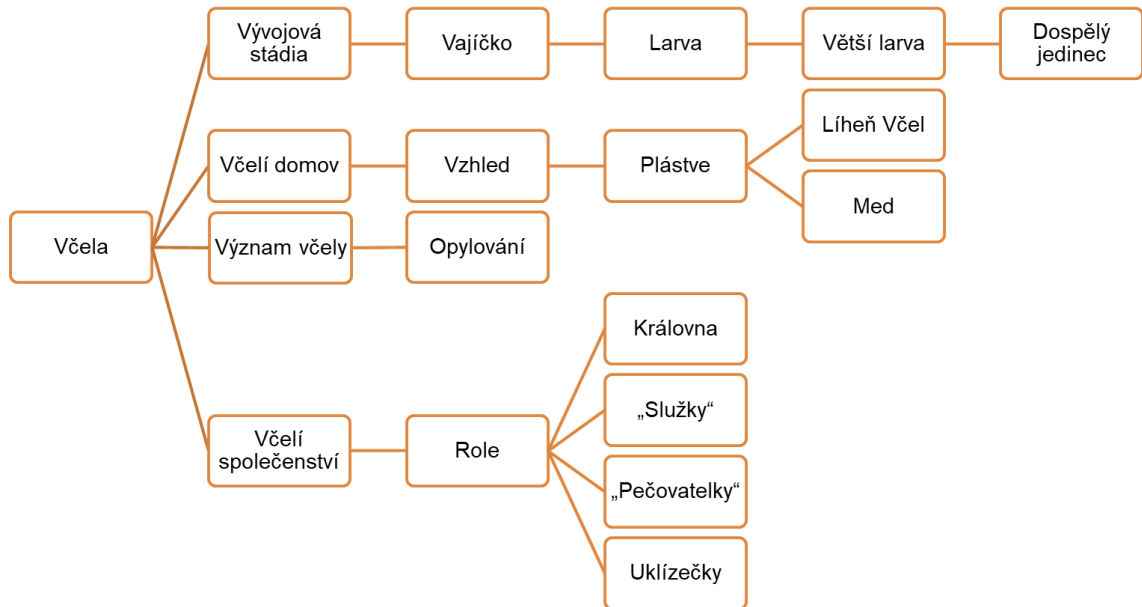 Vývojová
stádia
Vajíčko
Larva
Větší larva
Dospělý
jedinec
Včelí domov
Vzhled
Plástve
Líheň Včel
Med
Včela
Význam včely
Opylování
Včelí
společenství
Role
Královna
„Služky“
„Pečovatelky“
Uklízečky